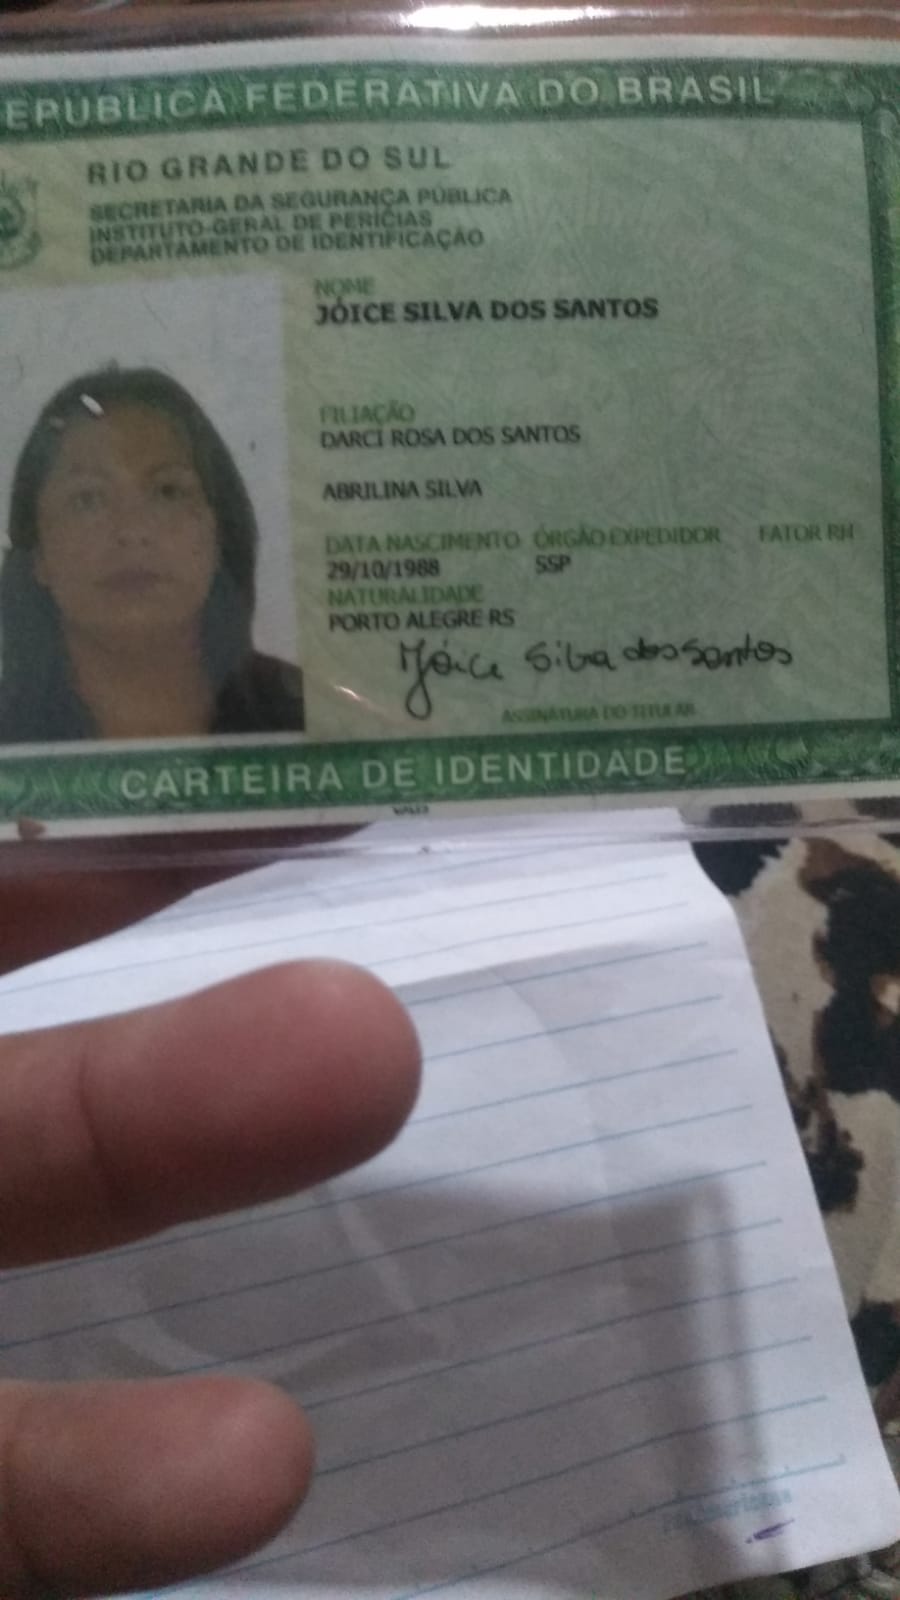 REPÚBLICA FEDERATIVA DO BRASIL
RIO GRANDE DO SUL
SECRETARIA DA SEGURANÇA PÚBLICA
INSTITUTO-GERAL DE PERÍCIAS
DEPARTAMENTO DE IDENTIFICAÇÃO
NOME
JÓICE SILVA DOS SANTOS
FILIAÇÃO
DARCI ROSA DOS SANTOS
ABRILINA SILVA
DATA NASCIMENTO ÓRGÃO EXPEDIDOR FATOR RH
29/10/1988 SSP
NATURALIDADE
PORTO ALEGRE RS
Jóice Silva dos Santos
ASSINATURA DO TITULAR
CARTEIRA DE IDENTIDADE